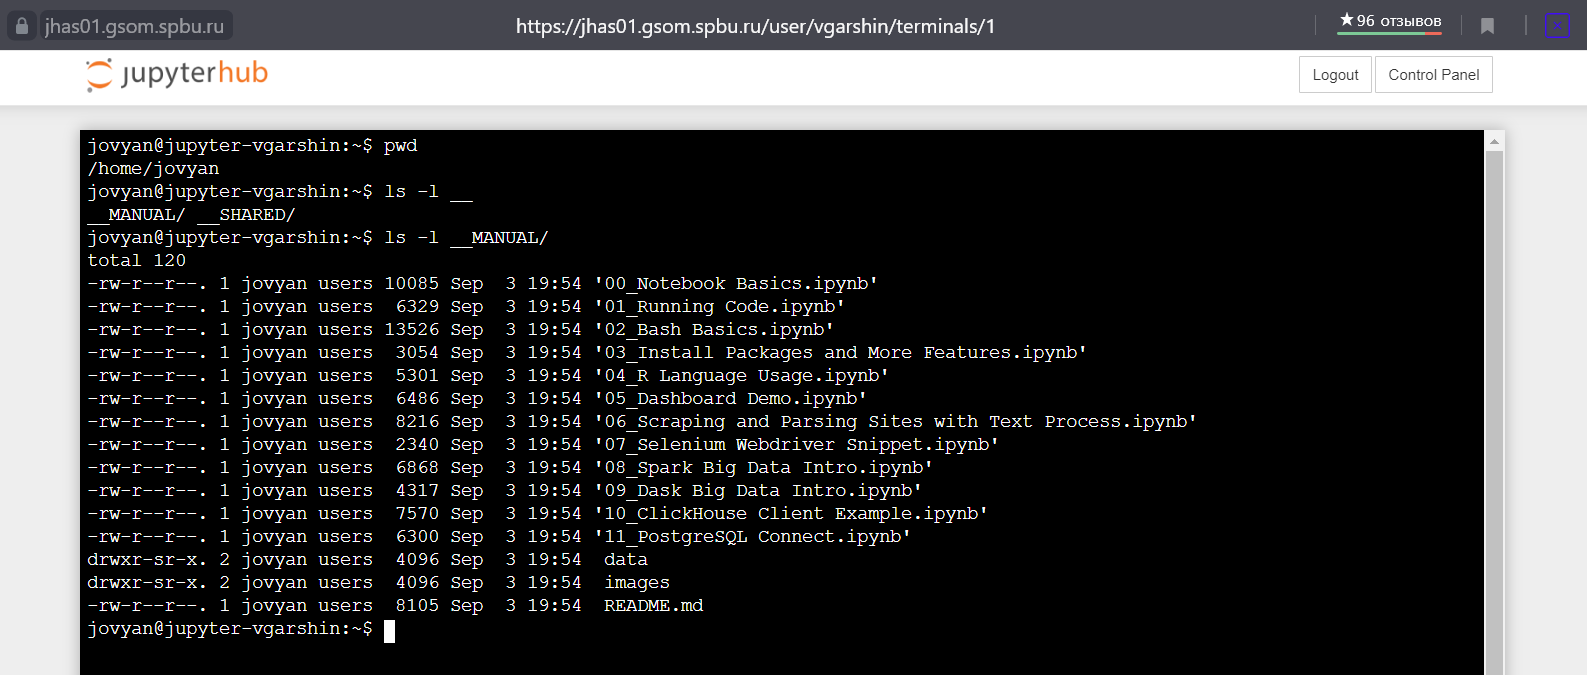 jhas01.gsom.spbu.ru
https://jhas01.gsom.spbu.ru/user/vgarshin/terminals/1
★96 отзывов
jupyterhub
Logout
Control Panel
jovyan@jupyter-vgarshin:~$ pwd
/home/jovyan
jovyan@jupyter-vgarshin:~$ ls -l __
__MANUAL/ __SHARED/
jovyan@jupyter-vgarshin:~$ ls -l __MANUAL/
total 120
-rw-r--r--. 1 jovyan users 10085 Sep  3 19:54 '00_Notebook Basics.ipynb'
-rw-r--r--. 1 jovyan users  6329 Sep  3 19:54 '01_Running Code.ipynb'
-rw-r--r--. 1 jovyan users 13526 Sep  3 19:54 '02_Bash Basics.ipynb'
-rw-r--r--. 1 jovyan users  3054 Sep  3 19:54 '03_Install Packages and More Features.ipynb'
-rw-r--r--. 1 jovyan users  5301 Sep  3 19:54 '04_R Language Usage.ipynb'
-rw-r--r--. 1 jovyan users  6486 Sep  3 19:54 '05_Dashboard Demo.ipynb'
-rw-r--r--. 1 jovyan users  8216 Sep  3 19:54 '06_Scraping and Parsing Sites with Text Process.ipynb'
-rw-r--r--. 1 jovyan users  2340 Sep  3 19:54 '07_Selenium Webdriver Snippet.ipynb'
-rw-r--r--. 1 jovyan users  6868 Sep  3 19:54 '08_Spark Big Data Intro.ipynb'
-rw-r--r--. 1 jovyan users  4317 Sep  3 19:54 '09_Dask Big Data Intro.ipynb'
-rw-r--r--. 1 jovyan users  7570 Sep  3 19:54 '10_ClickHouse Client Example.ipynb'
-rw-r--r--. 1 jovyan users  6300 Sep  3 19:54 '11_PostgreSQL Connect.ipynb'
drwxr-sr-x. 2 jovyan users  4096 Sep  3 19:54  data
drwxr-sr-x. 2 jovyan users  4096 Sep  3 19:54  images
-rw-r--r--. 1 jovyan users  8105 Sep  3 19:54  README.md
jovyan@jupyter-vgarshin:~$